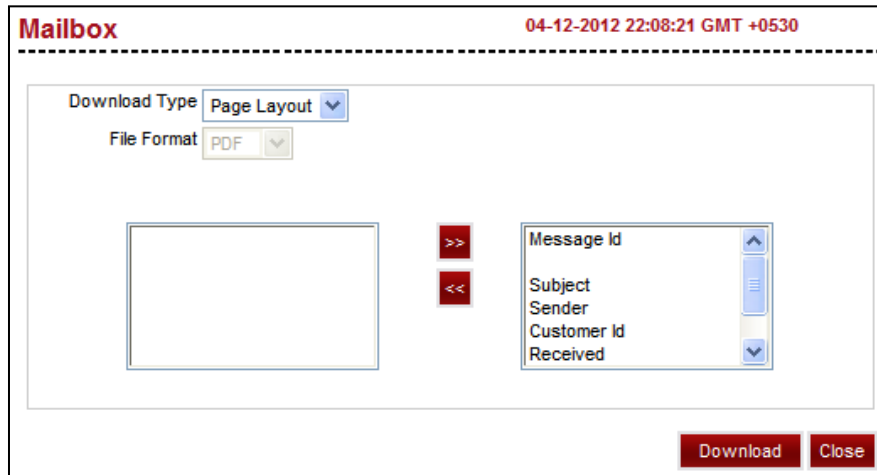 Mailbox 04-12-2012 22:08:21 GMT +0530
Download Type Page Layout
File Format PDF
>> Message Id
<< Subject
Sender
Customer Id
Received
Download Close